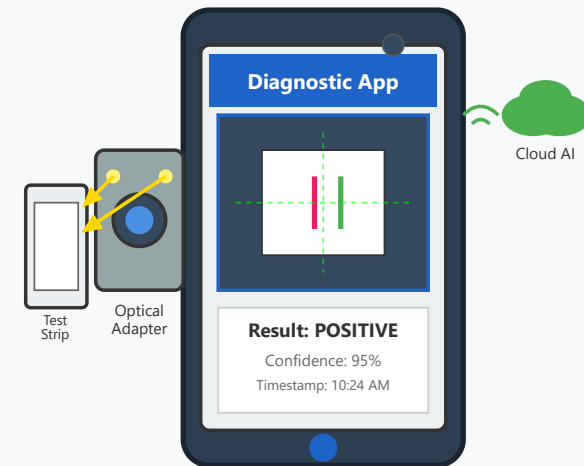 Diagnostic App
Cloud AI
Test
Strip
Optical
Adapter
Result: POSITIVE
Confidence: 95%
Timestamp: 10:24 AM